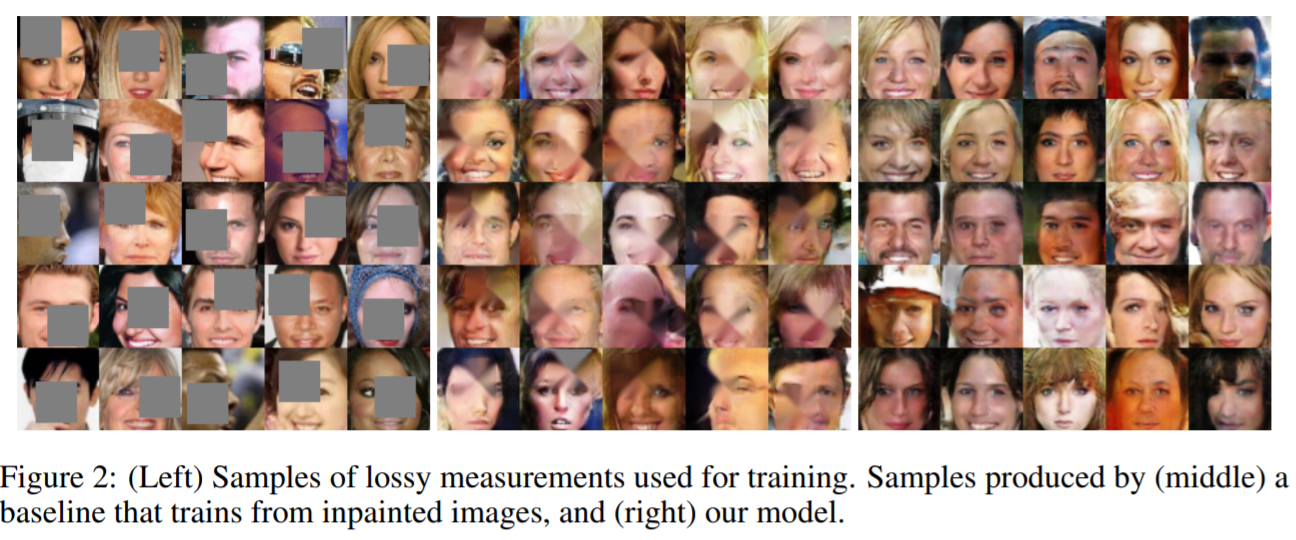 Figure 2: (Left) Samples of lossy measurements used for training. Samples produced by (middle) a
baseline that trains from inpainted images, and (right) our model.